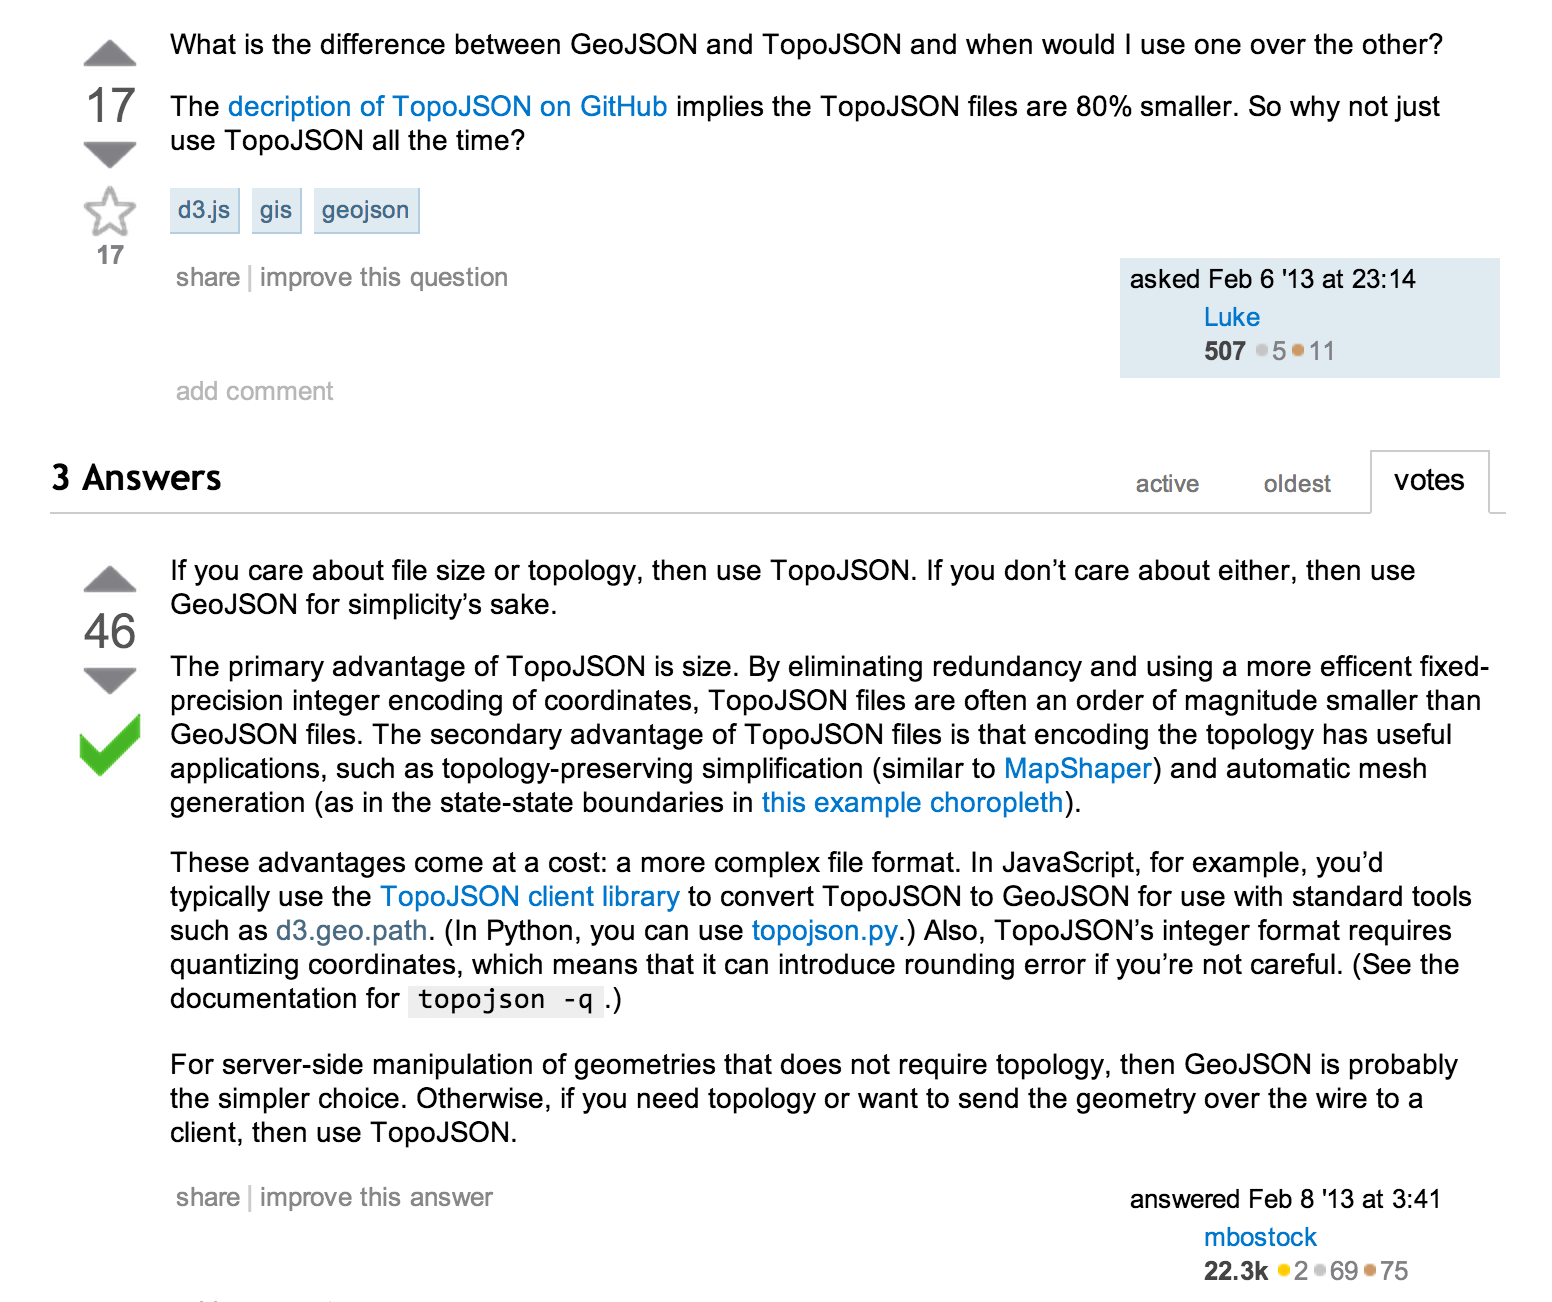 What is the difference between GeoJSON and TopoJSON and when would I use one over the other?
17
The decription of TopoJSON on GitHub implies the TopoJSON files are 80% smaller. So why not just
use TopoJSON all the time?
d3.js gis geojson
17
share | improve this question
asked Feb 6 '13 at 23:14
Luke
507 5 11
add comment
3 Answers
active oldest votes
If you care about file size or topology, then use TopoJSON. If you don’t care about either, then use
GeoJSON for simplicity’s sake.
46
The primary advantage of TopoJSON is size. By eliminating redundancy and using a more efficent fixed-
precision integer encoding of coordinates, TopoJSON files are often an order of magnitude smaller than
GeoJSON files. The secondary advantage of TopoJSON files is that encoding the topology has useful
applications, such as topology-preserving simplification (similar to MapShaper) and automatic mesh
generation (as in the state-state boundaries in this example choropleth).
These advantages come at a cost: a more complex file format. In JavaScript, for example, you’d
typically use the TopoJSON client library to convert TopoJSON to GeoJSON for use with standard tools
such as d3.geo.path. (In Python, you can use topojson.py.) Also, TopoJSON’s integer format requires
quantizing coordinates, which means that it can introduce rounding error if you’re not careful. (See the
documentation for topojson -q .)
For server-side manipulation of geometries that does not require topology, then GeoJSON is probably
the simpler choice. Otherwise, if you need topology or want to send the geometry over the wire to a
client, then use TopoJSON.
share | improve this answer
answered Feb 8 '13 at 3:41
mbostock
22.3k 2 69 75